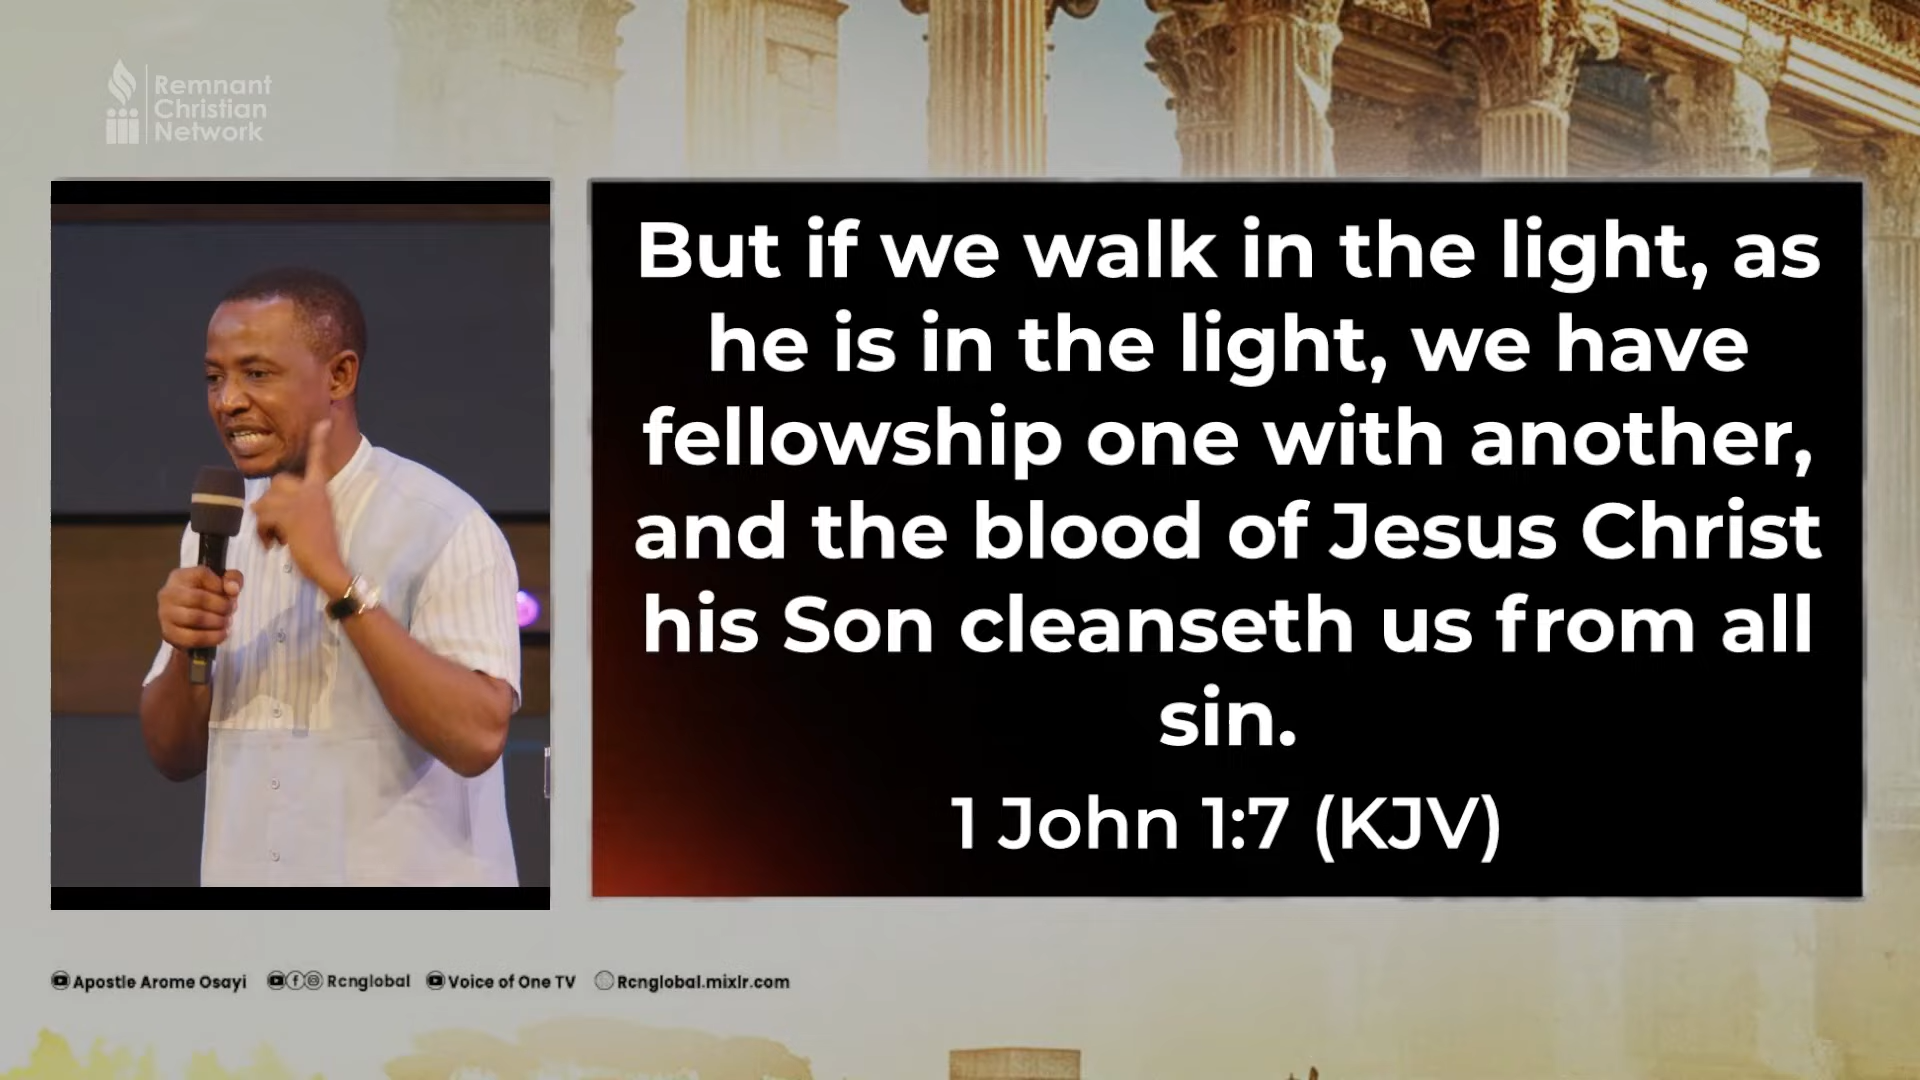 Remnant
Christian
Network
But if we walk in the light, as
he is in the light, we have
fellowship one with another,
and the blood of Jesus Christ
his Son cleanseth us from all
sin.
1 John 1:7 (KJV)
Apostle Arome Osayi Rcnglobal Voice of One TV Rcnglobal.mixlr.com